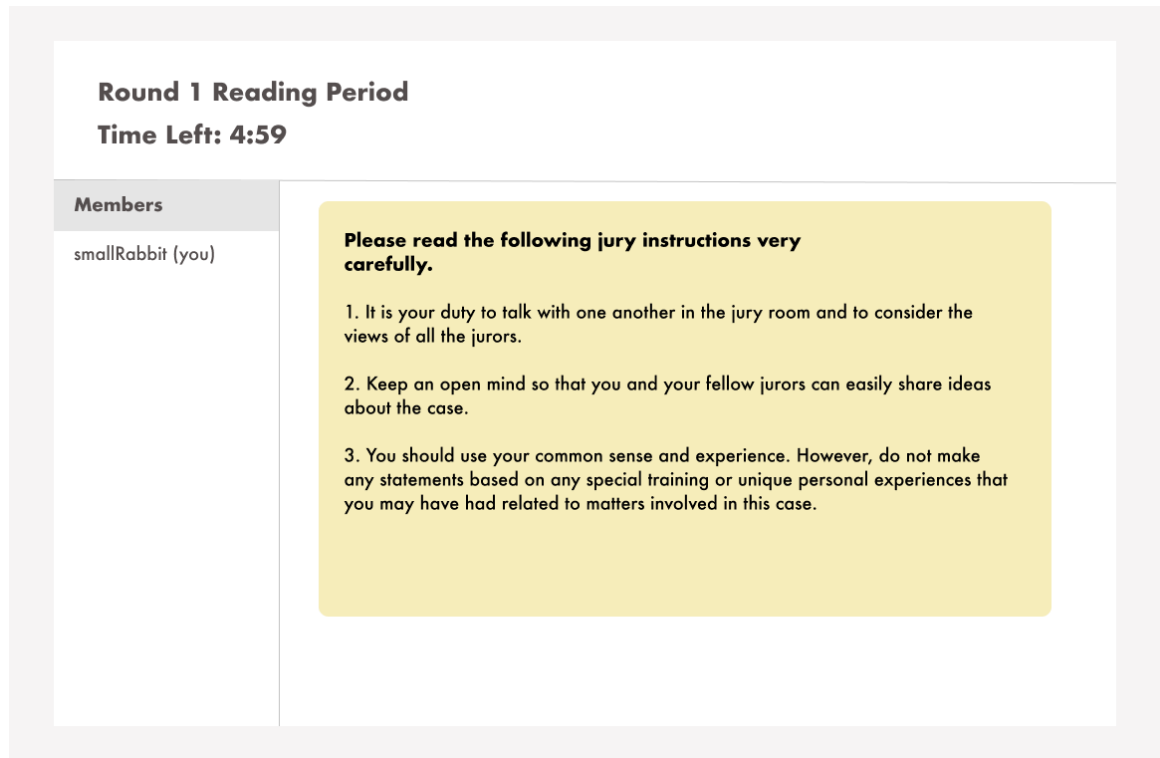 Round 1 Reading Period
Time Left: 4:59
Members
smallRabbit (you)
Please read the following jury instructions very
carefully.
1. It is your duty to talk with one another in the jury room and to consider the
views of all the jurors.
2. Keep an open mind so that you and your fellow jurors can easily share ideas
about the case.
3. You should use your common sense and experience. However, do not make
any statements based on any special training or unique personal experiences that
you may have had related to matters involved in this case.